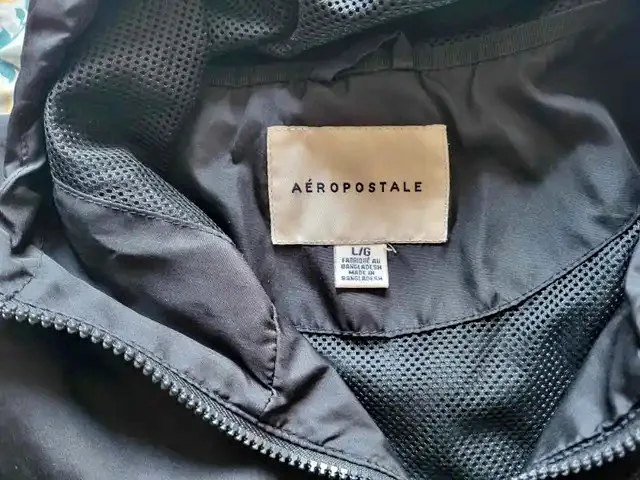 AÉROPOSTALE
L/G
FABRIQUÉ AU
BANGLADESH
MADE IN
BANGLADESH